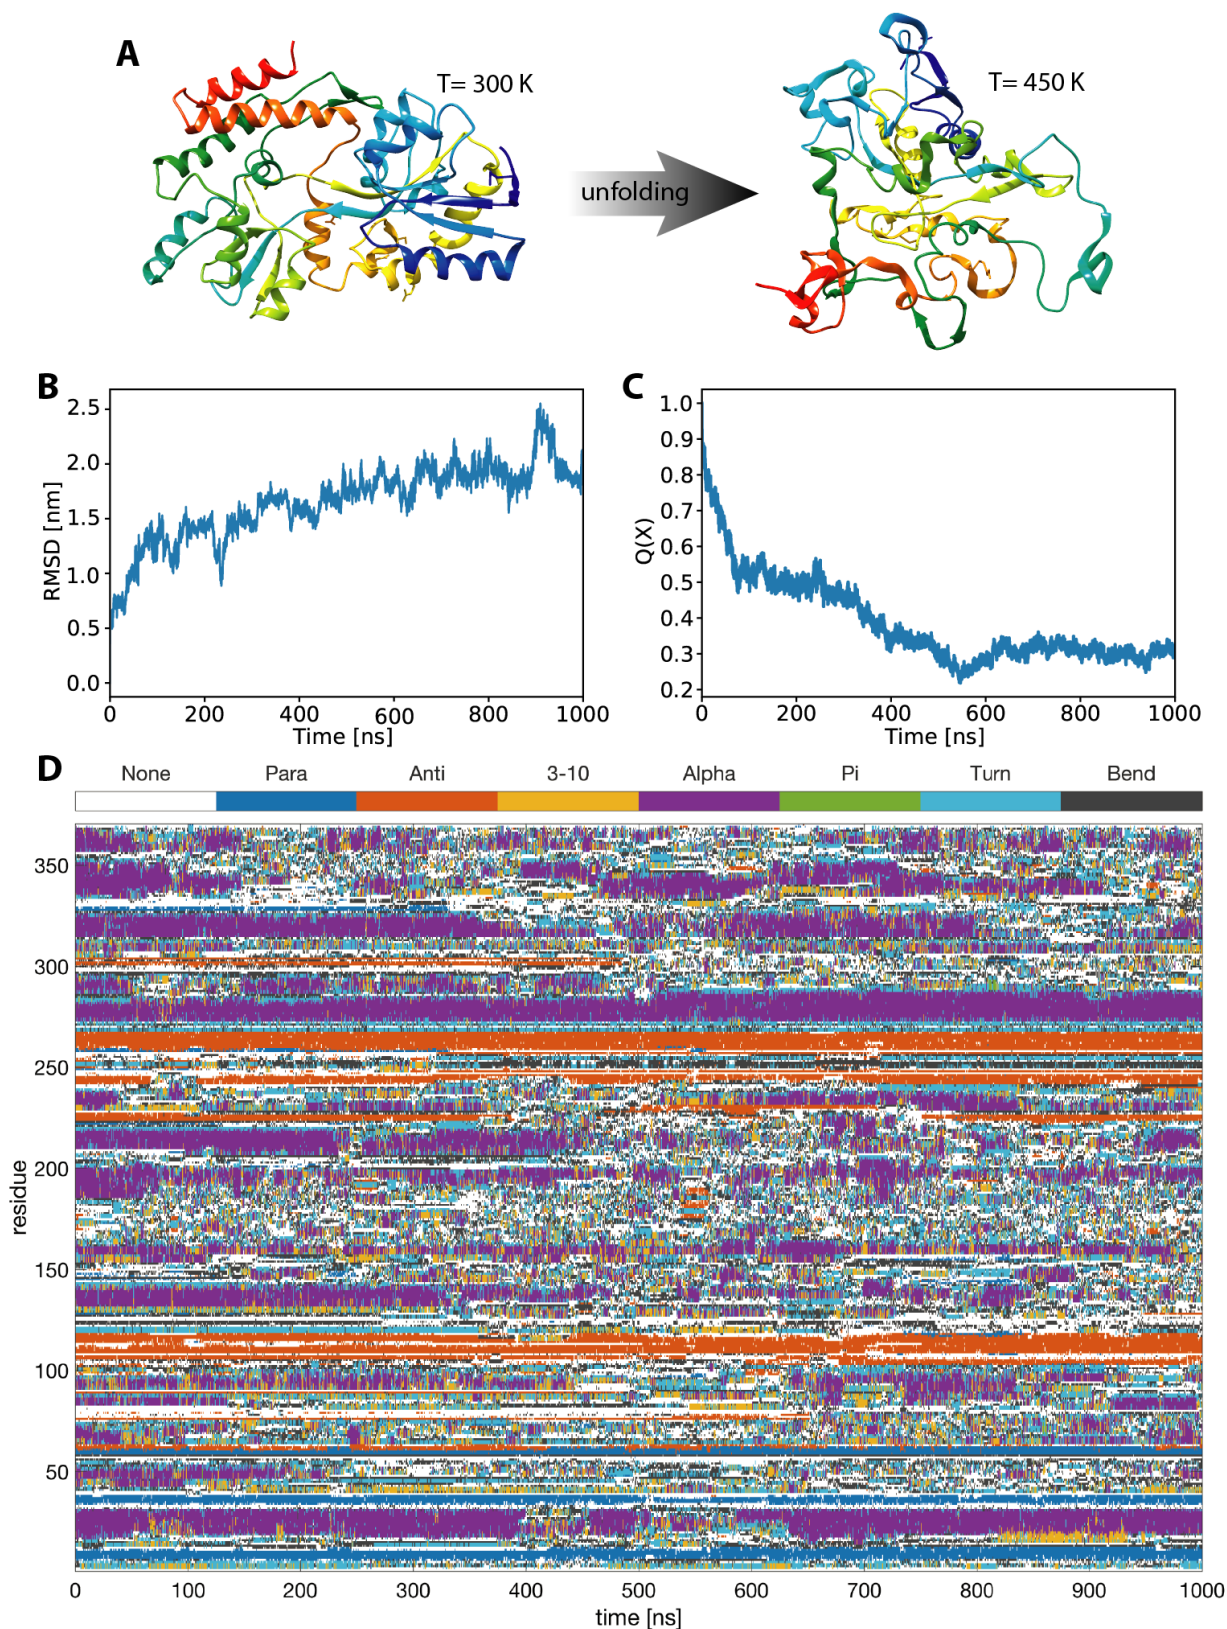 A
T= 300 K
unfolding
T= 450 K
B
RMSD [nm]
2.5
2.0
1.5
1.0
0.5
0.0
0 200 400 600 800 1000
Time [ns]
C
Q(X)
1.0
0.9
0.8
0.7
0.6
0.5
0.4
0.3
0.2
0 200 400 600 800 1000
Time [ns]
D
None Para Anti 3-10 Alpha Pi Turn Bend
residue
350
300
250
200
150
100
50
0 100 200 300 400 500 600 700 800 900 1000
time [ns]